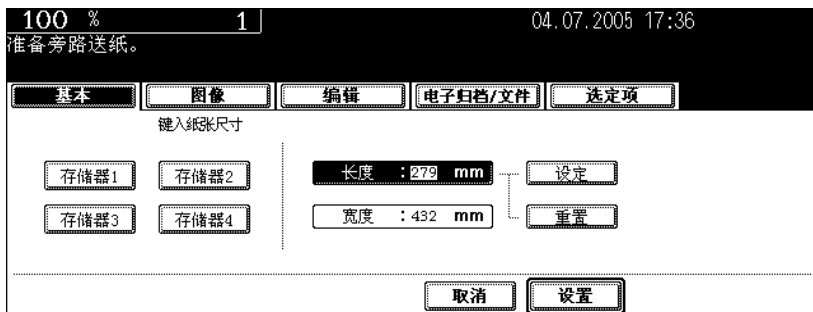 100 % 1 04.07.2005 17:36
准备旁路送纸。
基本 图像 编辑 电子归档/文件 选定项
键入纸张尺寸
存储器1 存储器2 长度 :279 mm 设定
存储器3 存储器4 宽度 :432 mm 重置
取消 设置